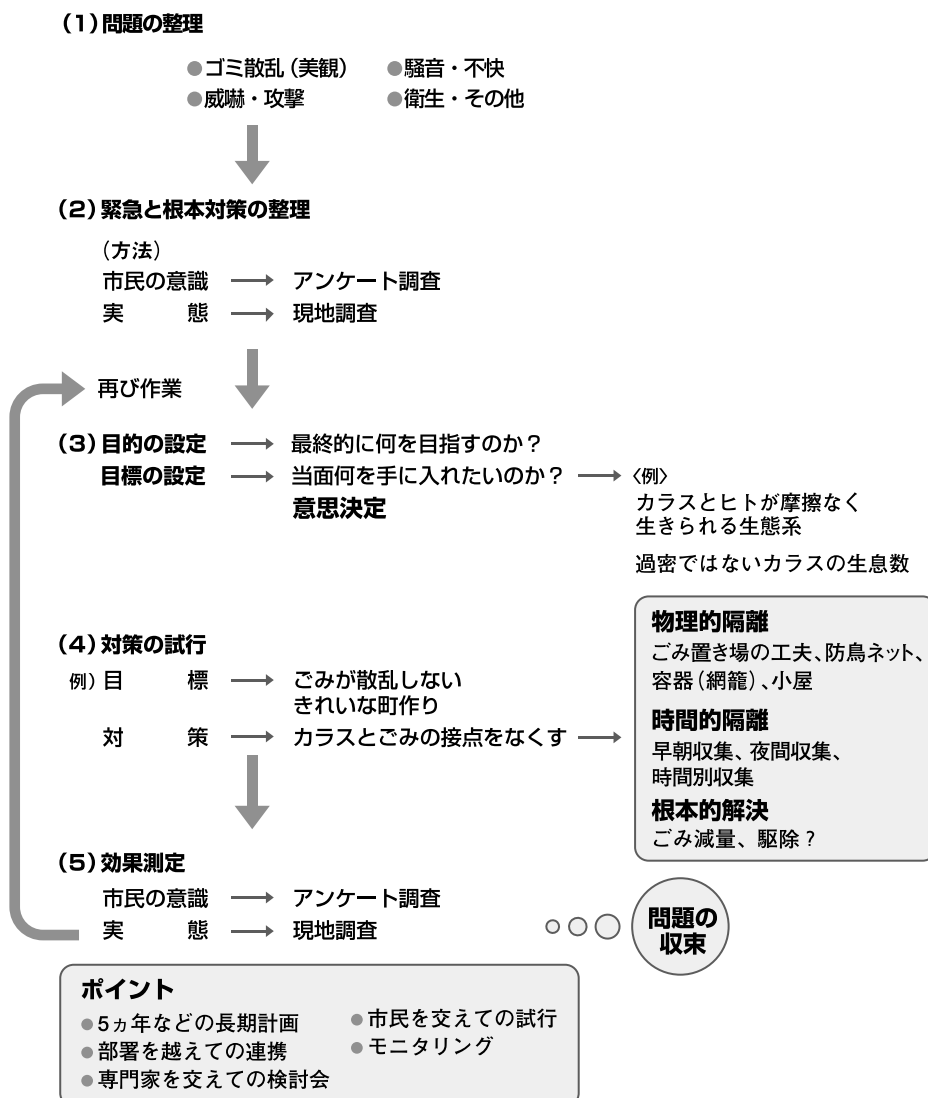 （1）問題の整理
●ゴミ散乱（美観）　●騒音・不快
●威嚇・攻撃　●衛生・その他
（2）緊急と根本対策の整理
（方法）
市民の意識 → アンケート調査
実　態 → 現地調査
再び作業
（3）目的の設定 → 最終的に何を目指すのか？
目標の設定 → 当面何を手に入れたいのか？ → 〈例〉
意思決定
カラスとヒトが摩擦なく
生きられる生態系
過密ではないカラスの生息数
（4）対策の試行
例）目　標 → ごみが散乱しない
きれいな町作り
対　策 → カラスとごみの接点をなくす →
物理的隔離
ごみ置き場の工夫、防鳥ネット、
容器（網籠）、小屋
時間的隔離
早朝収集、夜間収集、
時間別収集
根本的解決
ごみ減量、駆除？
（5）効果測定
市民の意識 → アンケート調査
実　態 → 現地調査
問題の
収束
ポイント
●5ヵ年などの長期計画
●部署を越えての連携
●専門家を交えての検討会
●市民を交えての試行
●モニタリング